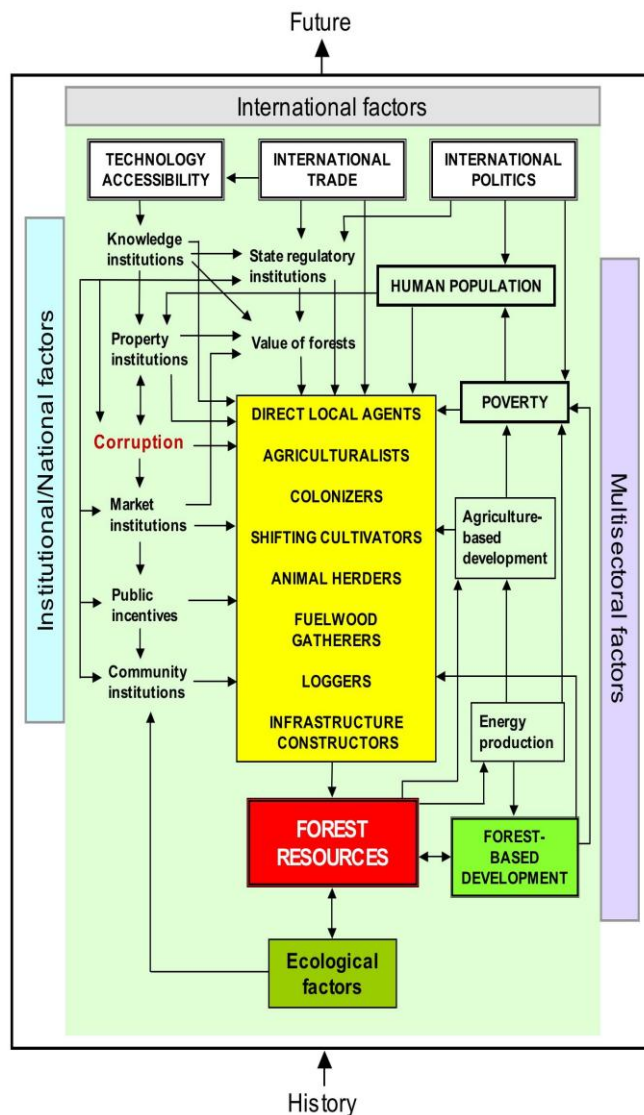 Future
International factors
TECHNOLOGY
ACCESSIBILITY
INTERNATIONAL
TRADE
INTERNATIONAL
POLITICS
Institutional/National factors
Multisectoral factors
Knowledge
institutions
State regulatory
institutions
HUMAN POPULATION
Property
institutions
Value of forests
POVERTY
Corruption
Market
institutions
Public
incentives
Community
institutions
DIRECT LOCAL AGENTS
AGRICULTURALISTS
COLONIZERS
SHIFTING CULTIVATORS
ANIMAL HERDERS
FUELWOOD
GATHERERS
LOGGERS
INFRASTRUCTURE
CONSTRUCTORS
Agriculture-
based
development
Energy
production
FOREST
RESOURCES
FOREST-
BASED
DEVELOPMENT
Ecological
factors
History